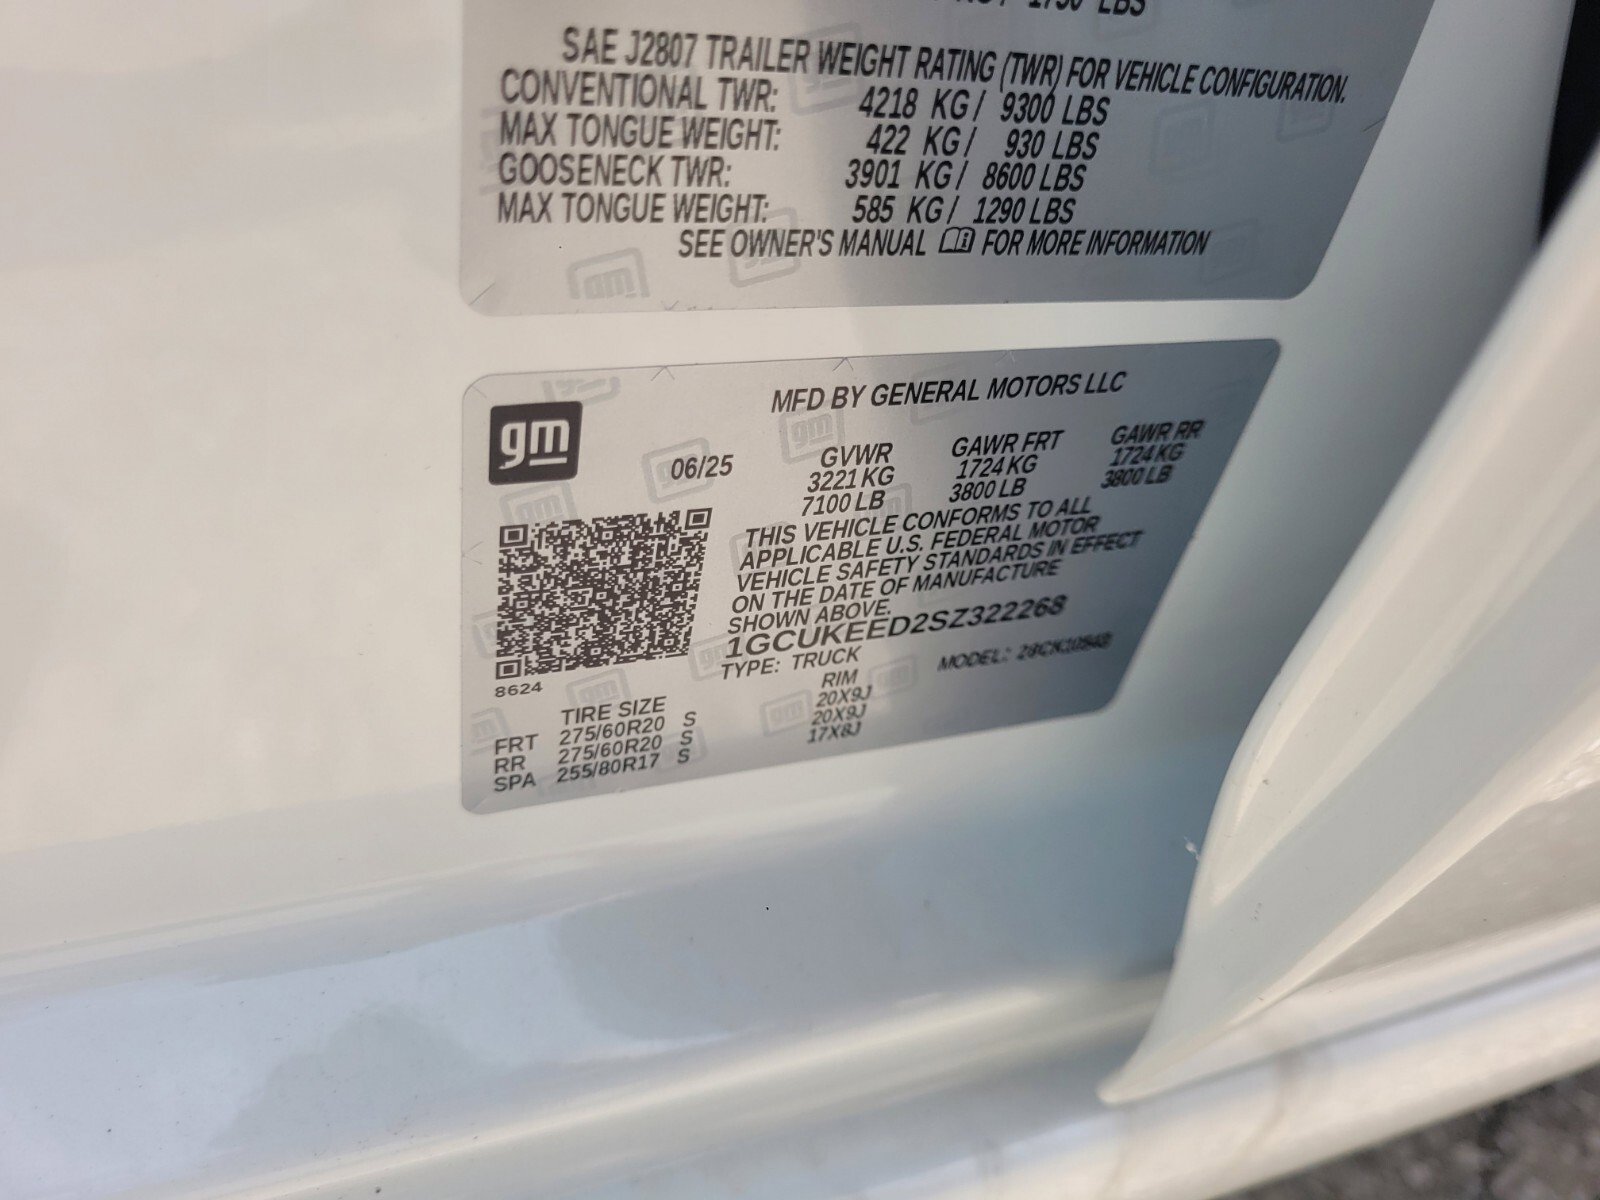 1750 LBS
SAE J2807 TRAILER WEIGHT RATING (TWR) FOR VEHICLE CONFIGURATION.
CONVENTIONAL TWR: 4218 KG / 9300 LBS
MAX TONGUE WEIGHT: 422 KG / 930 LBS
GOOSENECK TWR: 3901 KG / 8600 LBS
MAX TONGUE WEIGHT: 585 KG / 1290 LBS
SEE OWNER'S MANUAL FOR MORE INFORMATION
gm
MFD BY GENERAL MOTORS LLC
06/25 GVWR GAWR FRT GAWR RR
3221 KG 1724 KG 1724 KG
7100 LB 3800 LB 3800 LB
THIS VEHICLE CONFORMS TO ALL
APPLICABLE U.S. FEDERAL MOTOR
VEHICLE SAFETY STANDARDS IN EFFECT
ON THE DATE OF MANUFACTURE
SHOWN ABOVE.
1GCUKEED2SZ322268
TYPE: TRUCK MODEL:
8624
TIRE SIZE RIM
FRT 275/60R20 S 20X9J
RR 275/60R20 S 20X9J
SPA 255/80R17 S 17X8J